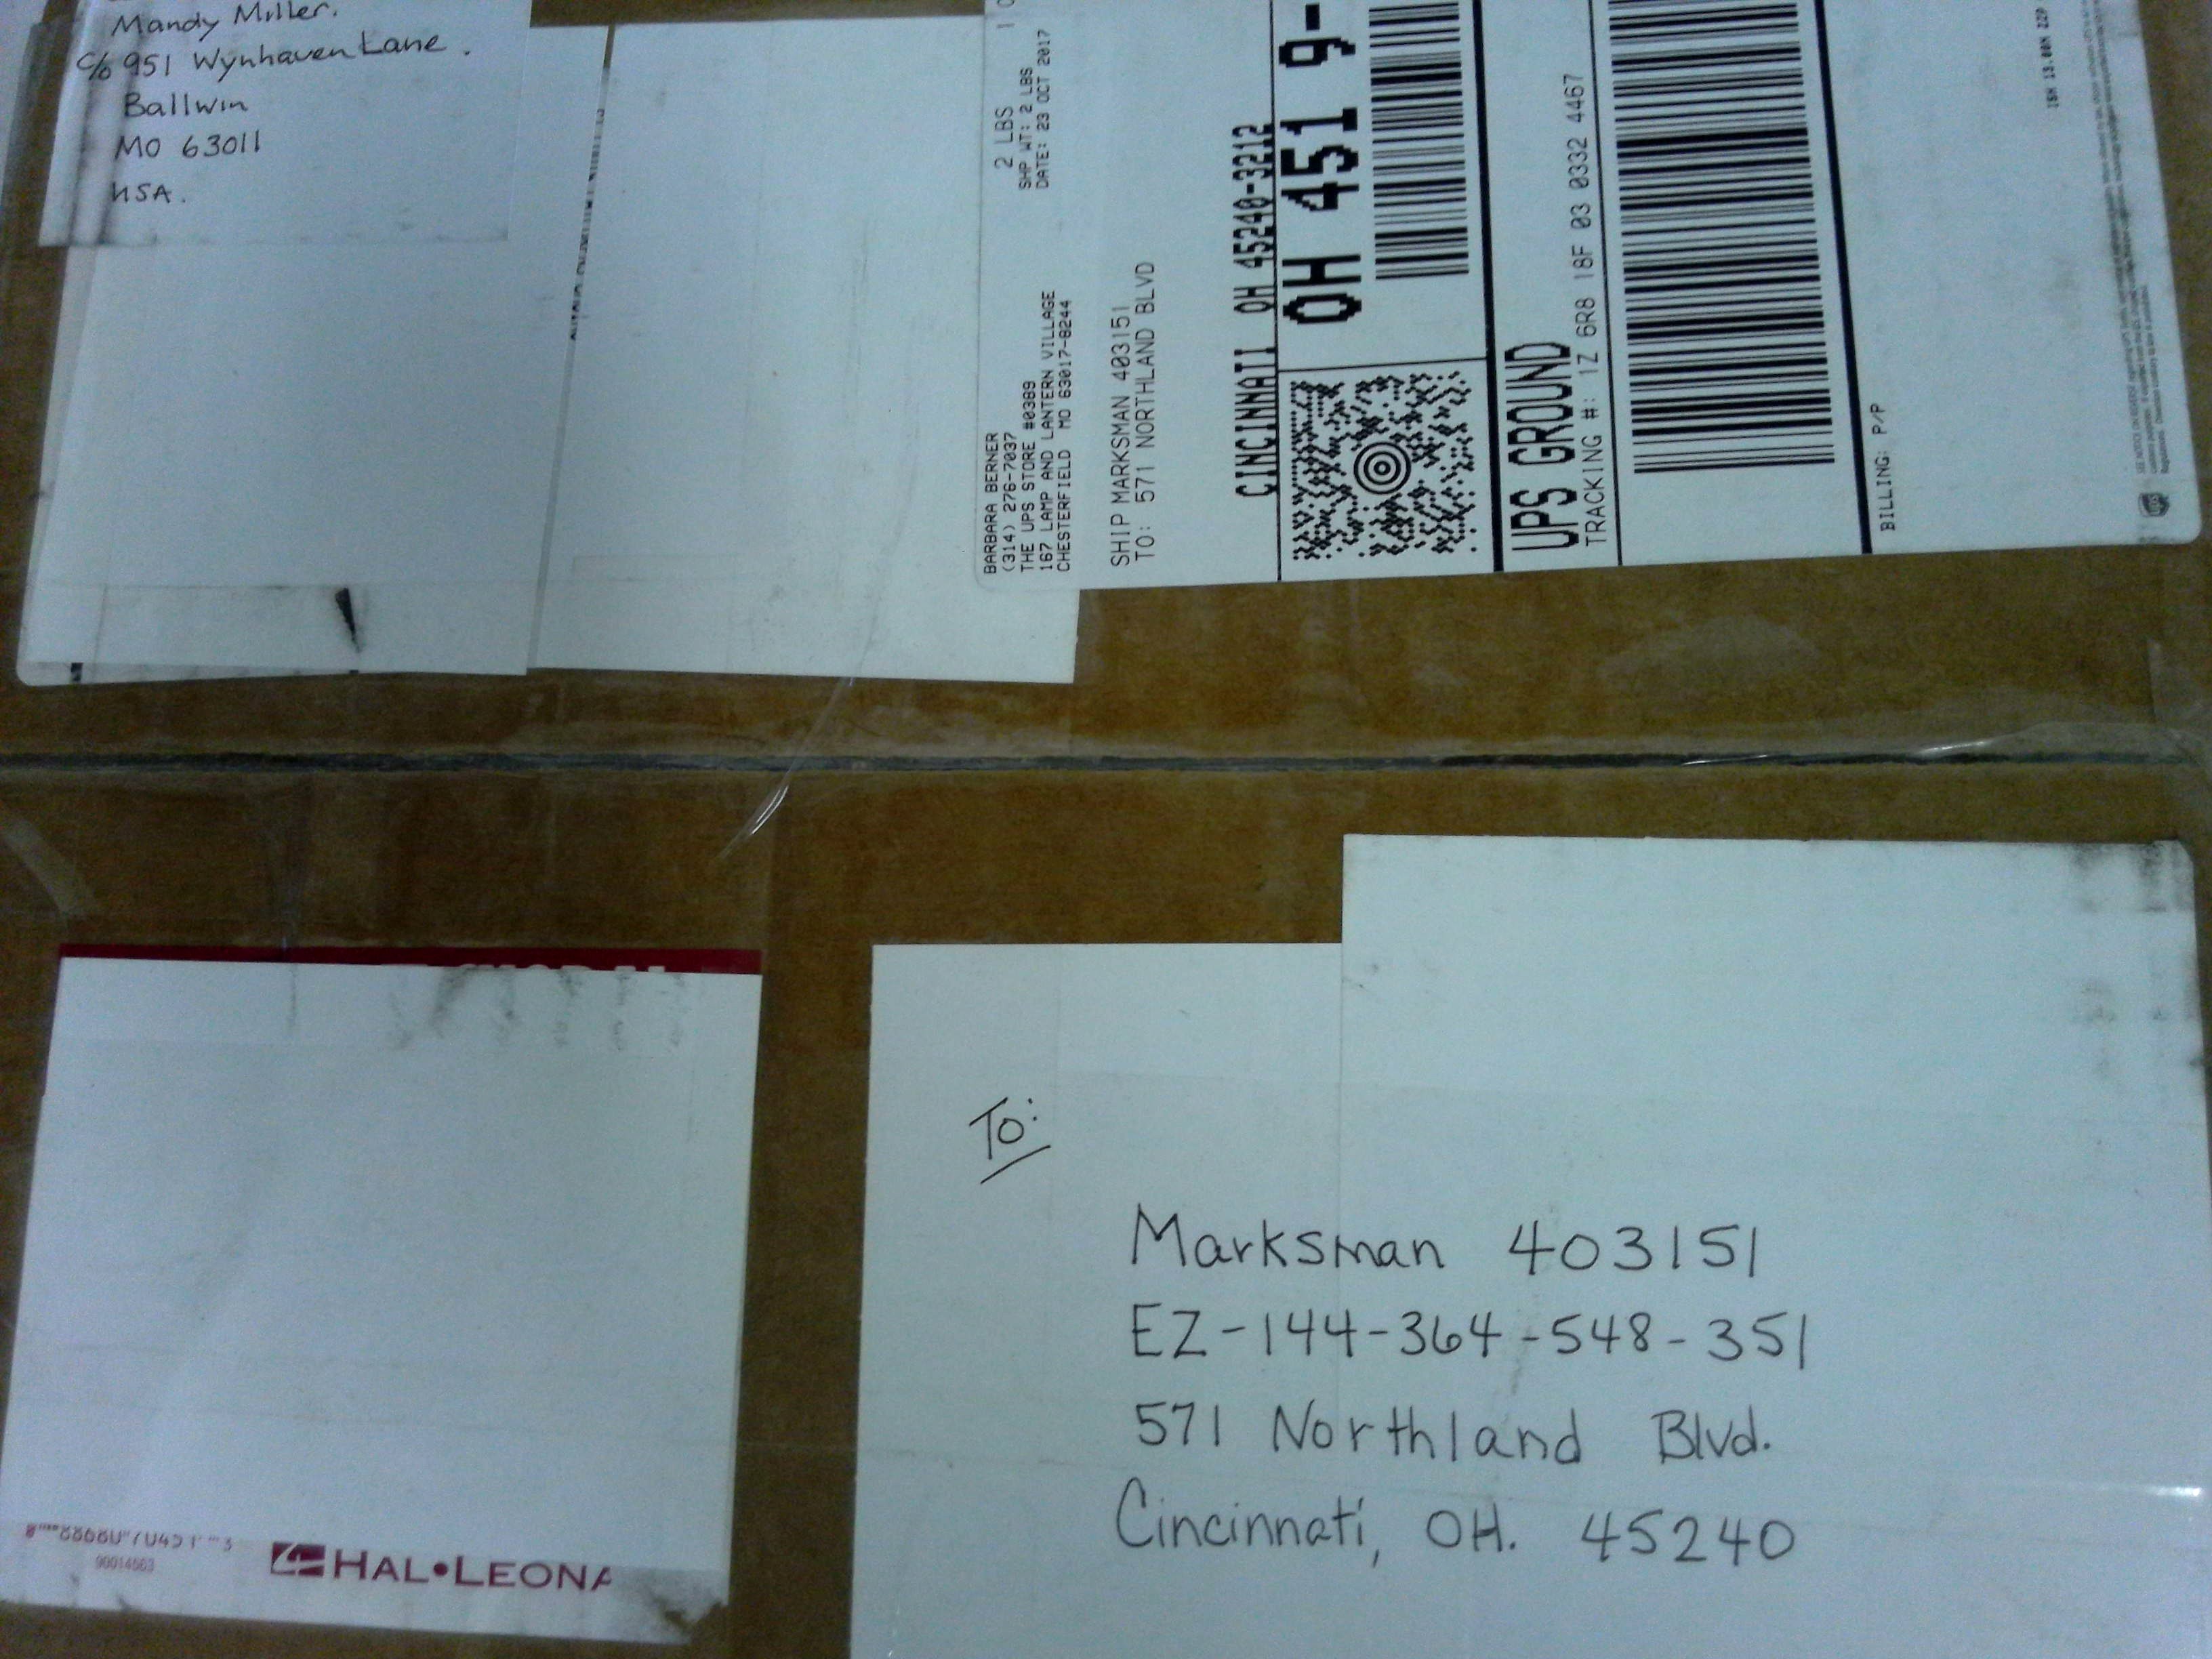 Mandy Miller.
c/o 951 Wynhaven Lane.
Ballwin
MO 63011
USA.
2 LBS
SHP WT: 2 LBS
DATE: 23 OCT 2017
BARBARA BERNER
(314) 276-7037
THE UPS STORE #0389
167 LAMP AND LANTERN VILLAGE
CHESTERFIELD MO 63017-8244
SHIP MARKSMAN 403151
TO: 571 NORTHLAND BLVD
CINCINNATI OH 45240-3212
OH 451 9-
UPS GROUND
TRACKING #: 1Z 6R8 18F 03 0332 4467
BILLING: P/P
To:
Marksman 403151
EZ-144-364-548-351
571 Northland Blvd.
Cincinnati, OH. 45240
HAL•LEONA